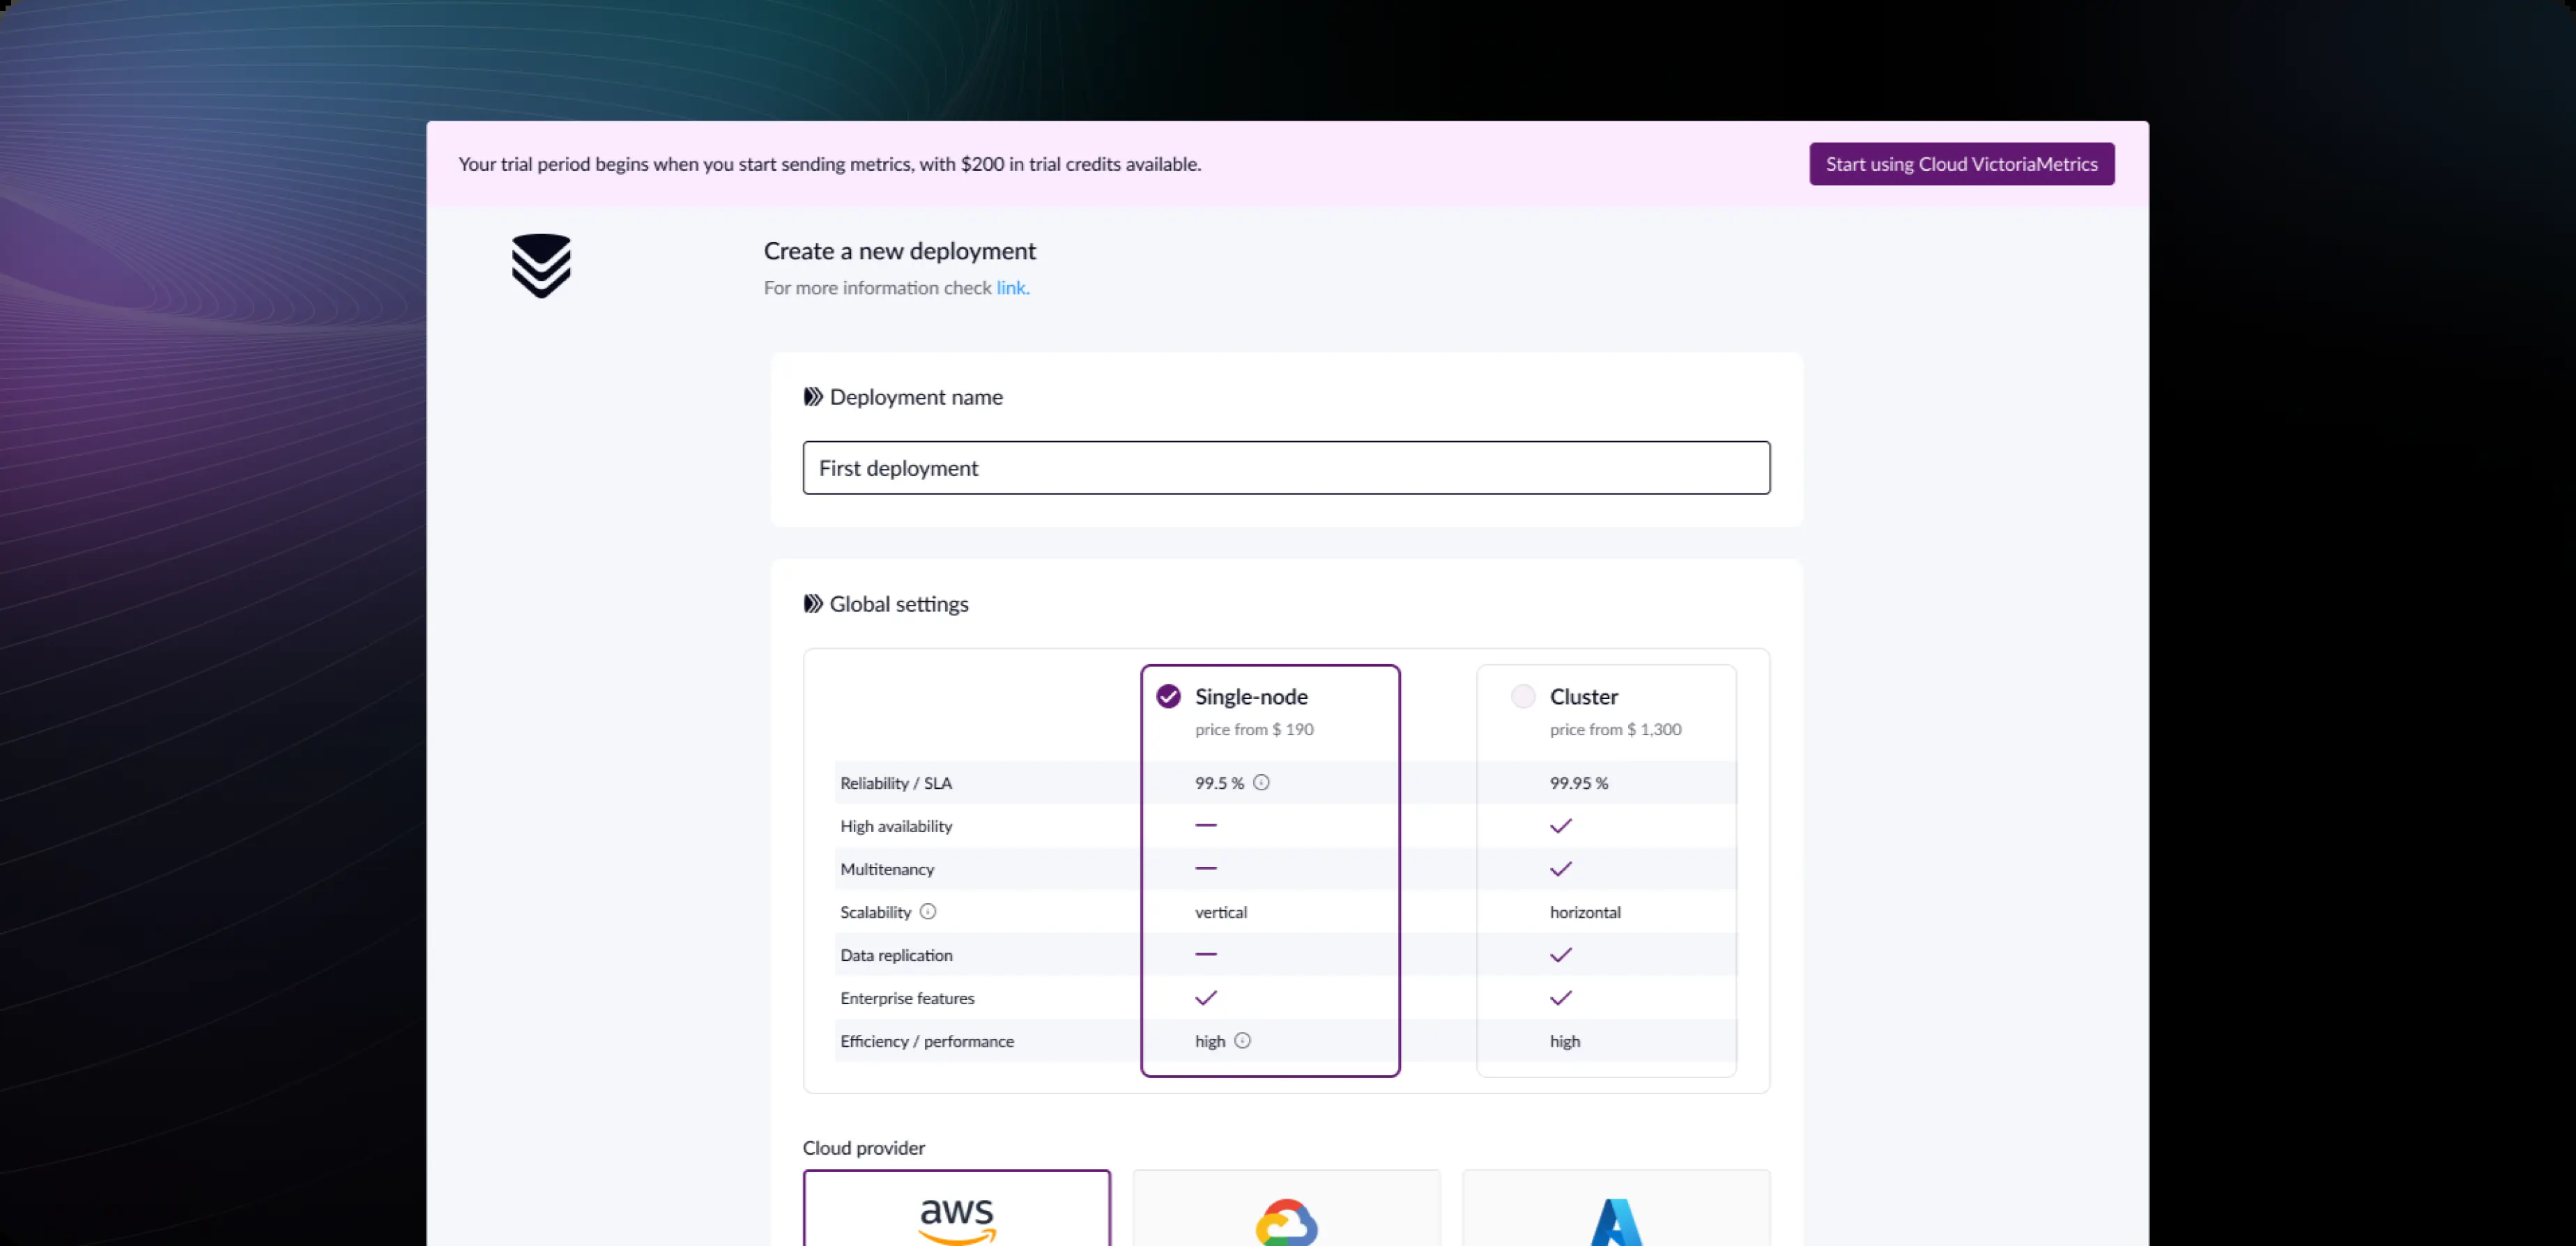 Your trial period begins when you start sending metrics, with $200 in trial credits available.
Start using Cloud VictoriaMetrics
Create a new deployment
For more information check link.
Deployment name
First deployment
Global settings
Single-node
Cluster
price from $ 190
price from $ 1,300
Reliability / SLA
99.5 %
99.95 %
High availability
Multitenancy
Scalability
vertical
horizontal
Data replication
Enterprise features
Efficiency / performance
high
high
Cloud provider
aws